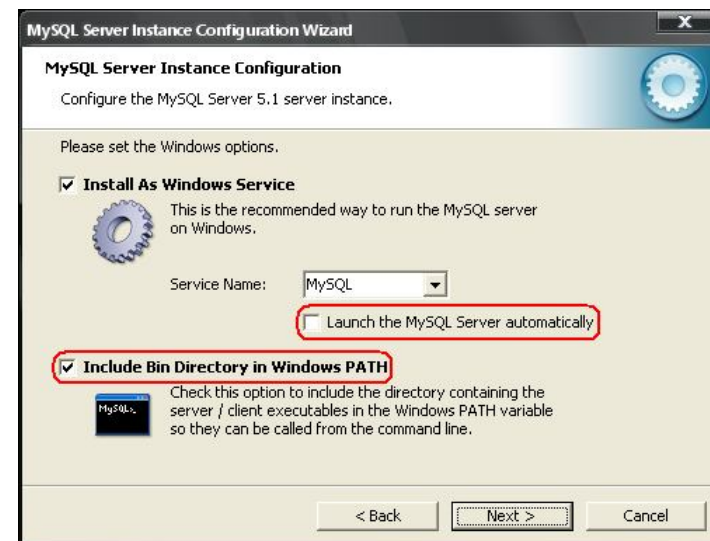 MySQL Server Instance Configuration Wizard
X
MySQL Server Instance Configuration
Configure the MySQL Server 5.1 server instance.
Please set the Windows options.
Install As Windows Service
This is the recommended way to run the MySQL server
on Windows.
Service Name: MySQL
Launch the MySQL Server automatically
Include Bin Directory in Windows PATH
Check this option to include the directory containing the
server / client executables in the Windows PATH variable
so they can be called from the command line.
MySQL>_
< Back Next > Cancel